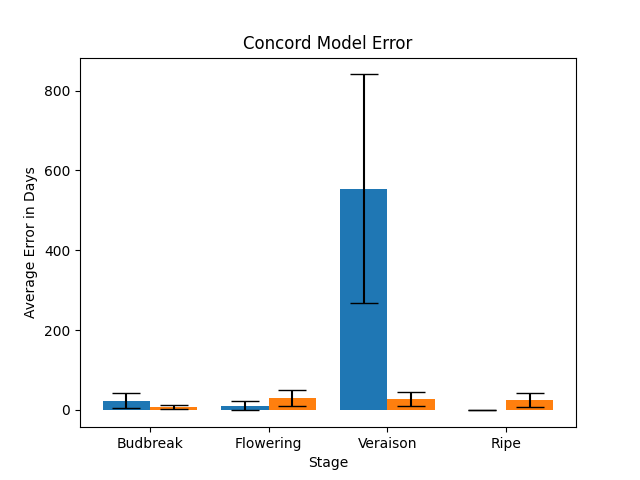 Concord Model Error
Average Error in Days
800
600
400
200
0
Budbreak
Flowering
Veraison
Ripe
Stage